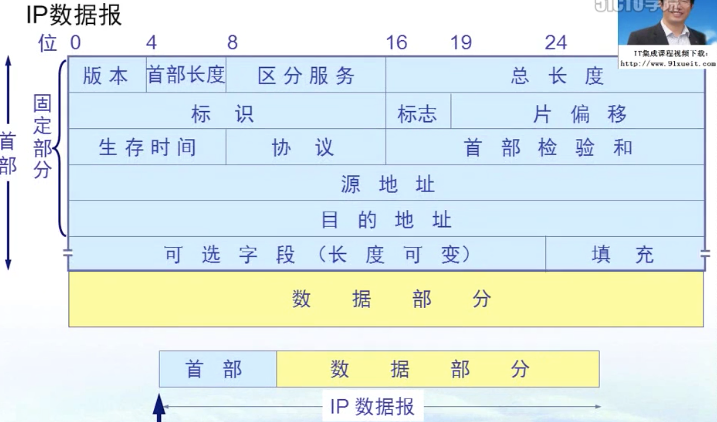 IP数据报
51CTO学院
位 0 4 8 16 19 24
IT集成课程视频下载:
http://www.91xueit.com
版本 首部长度 区分服务 总长度
标识 标志 片偏移
生存时间 协议 首部检验和
源地址
目的地址
可选字段(长度可变) 填充
首部
固定部分
数据部分
首部 数据部分
IP 数据报